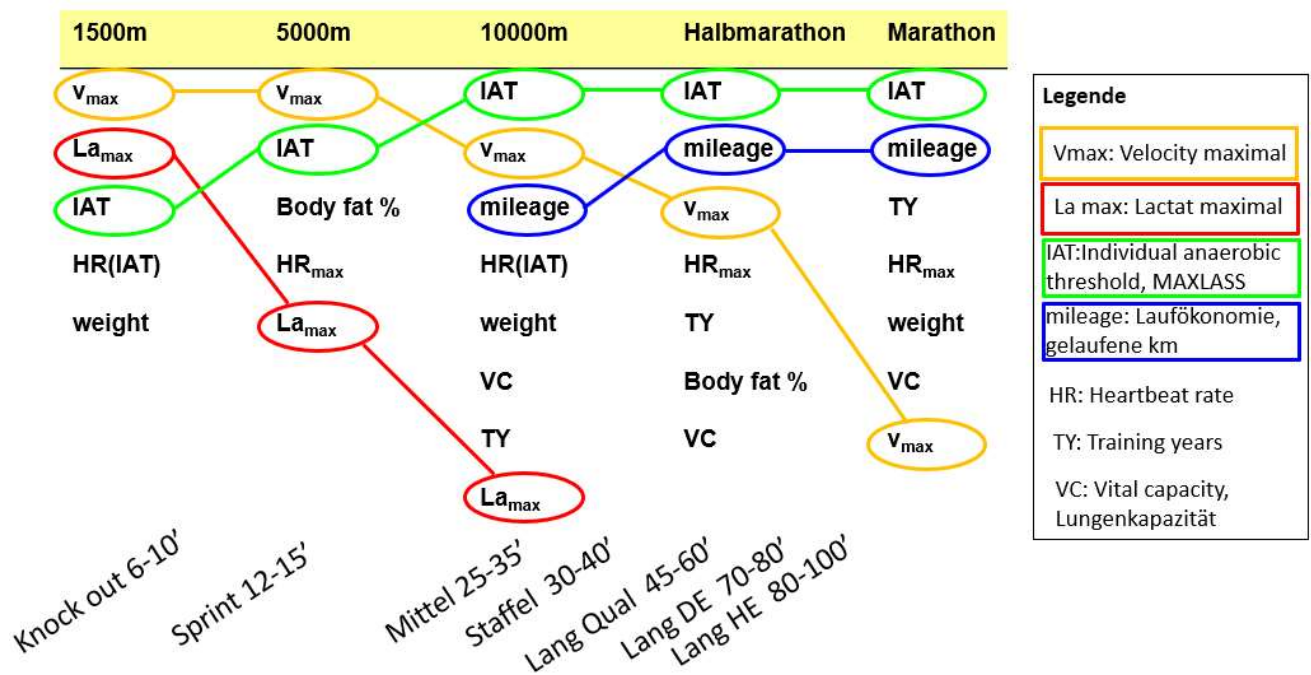 1500m 5000m 10000m Halbmarathon Marathon
vmax vmax IAT IAT IAT
Lamax IAT vmax mileage mileage
IAT Body fat % mileage vmax TY
HR(IAT) HRmax HR(IAT) HRmax HRmax
weight Lamax weight TY weight
VC Body fat % VC
TY VC vmax
Lamax
Knock out 6-10'
Sprint 12-15'
Mittel 25-35'
Staffel 30-40'
Lang Qual 45-60'
Lang DE 70-80'
Lang HE 80-100'
Legende
Vmax: Velocity maximal
La max: Lactat maximal
IAT:Individual anaerobic
threshold, MAXLASS
mileage: Laufökonomie,
gelaufene km
HR: Heartbeat rate
TY: Training years
VC: Vital capacity,
Lungenkapazität